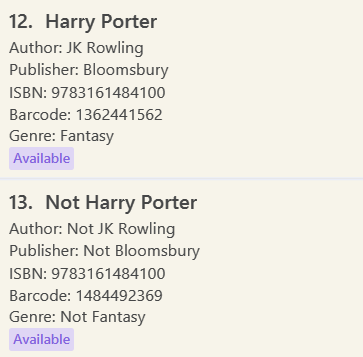 12. Harry Porter
Author: JK Rowling
Publisher: Bloomsbury
ISBN: 9783161484100
Barcode: 1362441562
Genre: Fantasy
Available
13. Not Harry Porter
Author: Not JK Rowling
Publisher: Not Bloomsbury
ISBN: 9783161484100
Barcode: 1484492369
Genre: Not Fantasy
Available